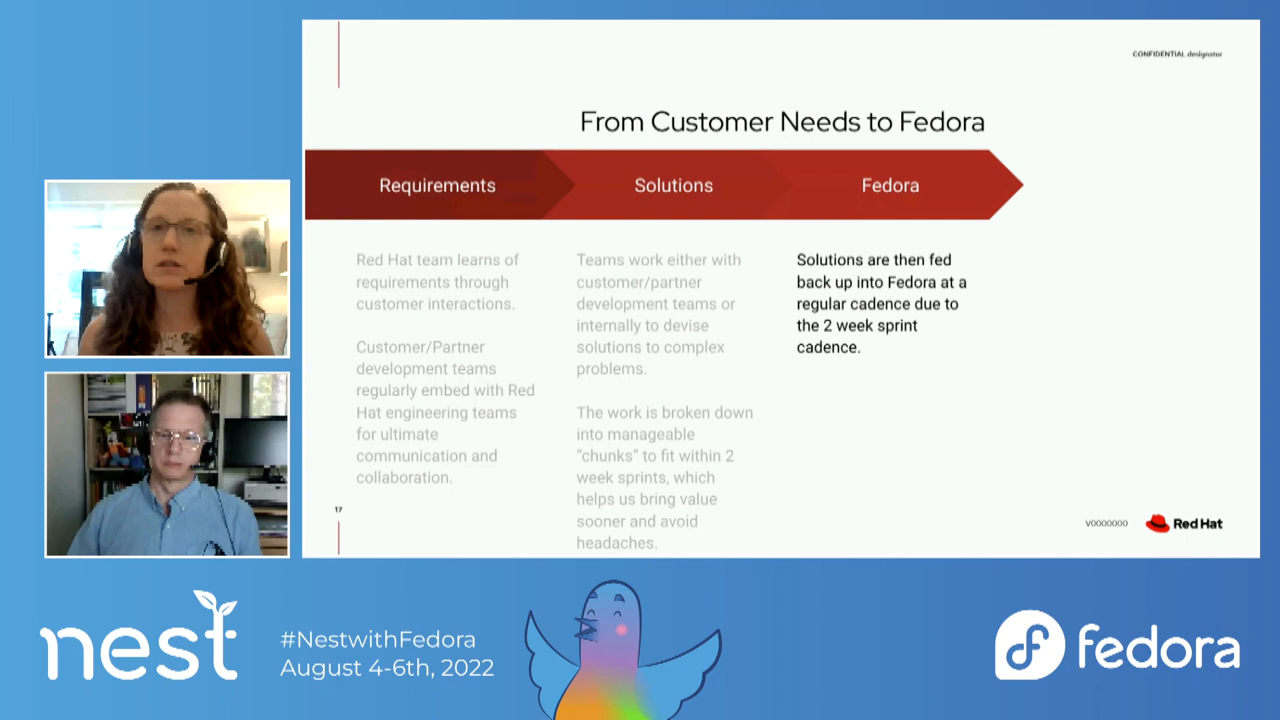 CONFIDENTIAL designator
From Customer Needs to Fedora
Requirements
Solutions
Fedora
Red Hat team learns of
requirements through
customer interactions.
Customer/Partner
development teams
regularly embed with Red
Hat engineering teams
for ultimate
communication and
collaboration.
Teams work either with
customer/partner
development teams or
internally to devise
solutions to complex
problems.
The work is broken down
into manageable
“chunks” to fit within 2
week sprints, which
helps us bring value
sooner and avoid
headaches.
Solutions are then fed
back up into Fedora at a
regular cadence due to
the 2 week sprint
cadence.
17
V0000000
Red Hat
nest
#NestwithFedora
August 4-6th, 2022
fedora